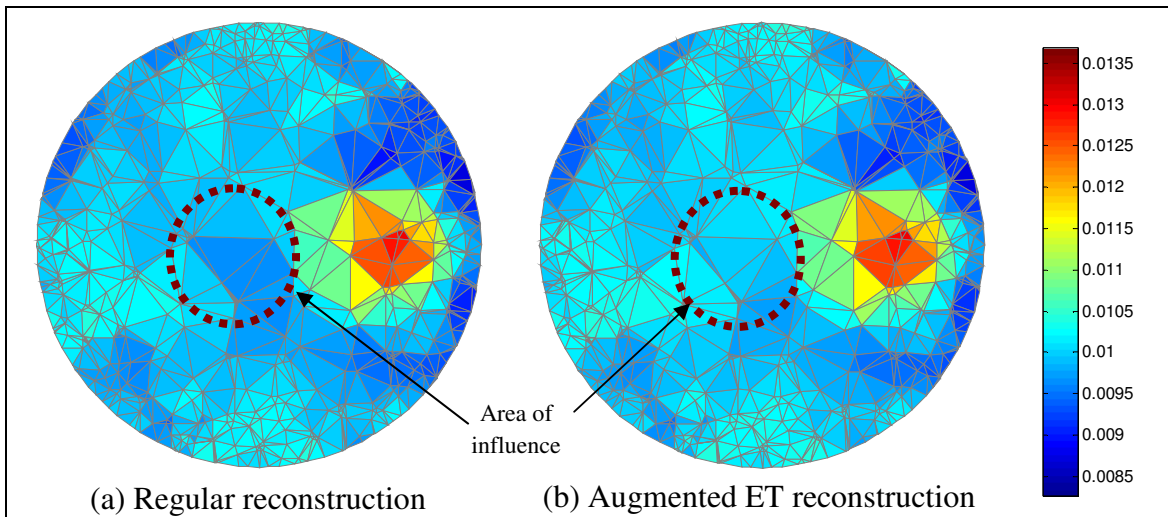 0.0135
0.013
0.0125
0.012
0.0115
0.011
0.0105
0.01
0.0095
0.009
0.0085
Area of
influence
(a) Regular reconstruction
(b) Augmented ET reconstruction